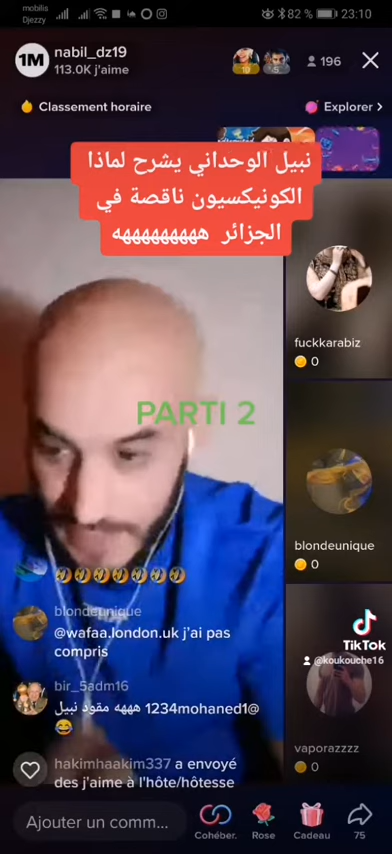 mobilis
Djezzy
82 %
23:10
1M
nabil_dz19
113.0K j'aime
196
Classement horaire
Explorer >
نبيل الوحداني يشرح لماذا
الكونيكسيون ناقصة في
الجزائر هههههههههه
PARTI 2
fuckkarabiz
0
blondeunique
0
blondeunique
@wafaa.london.uk j'ai pas
compris
bir_5adm16
@1234mohaned1 هههه مقود نبيل
hakimhaakim337 a envoyé
des j'aime à l'hôte/hôtesse
TikTok
@koukouche16
vaporazzzz
0
Ajouter un comm...
Cohéber.
Rose
Cadeau
75